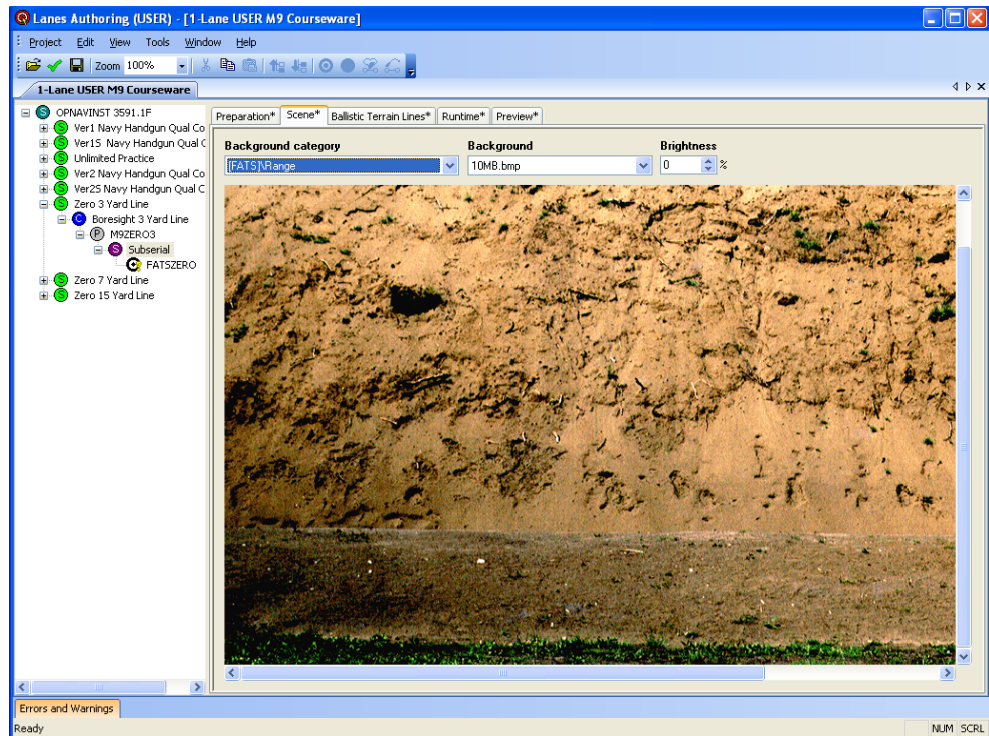 Lanes Authoring (USER) - [1-Lane USER M9 Courseware]
Project Edit View Tools Window Help
Zoom 100%
1-Lane USER M9 Courseware
OPNAVINST 3591.1F
Ver1 Navy Handgun Qual Co
Ver1S Navy Handgun Qual C
Unlimited Practice
Ver2 Navy Handgun Qual Co
Ver2S Navy Handgun Qual C
S Zero 3 Yard Line
C Boresight 3 Yard Line
P M9ZERO3
S Subserial
FATSZERO
S Zero 7 Yard Line
S Zero 15 Yard Line
Preparation* Scene* Ballistic Terrain Lines* Runtime* Preview*
Background category Background Brightness
[FATS]\Range 10MB.bmp 0 %
Errors and Warnings
Ready NUM SCRL